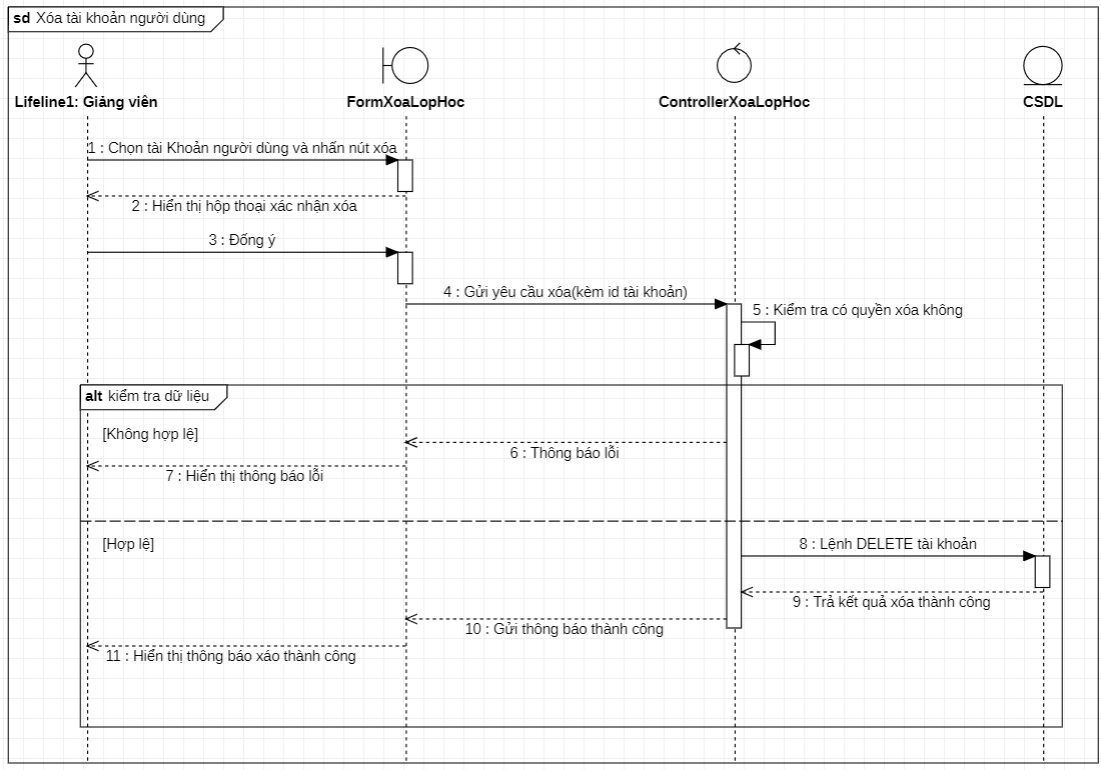 sd Xóa tài khoản người dùng
Lifeline1: Giảng viên
FormXoaLopHoc
ControllerXoaLopHoc
CSDL
1 : Chọn tài Khoản người dùng và nhấn nút xóa
2 : Hiển thị hộp thoại xác nhận xóa
3 : Đống ý
4 : Gửi yêu cầu xóa(kèm id tài khoản)
5 : Kiểm tra có quyền xóa không
alt kiểm tra dữ liệu
[Không hợp lê]
6 : Thông báo lỗi
7 : Hiển thị thông báo lỗi
[Hợp lê]
8 : Lệnh DELETE tài khoản
9 : Trả kết quả xóa thành công
10 : Gửi thông báo thành công
11 : Hiển thị thông báo xáo thành công